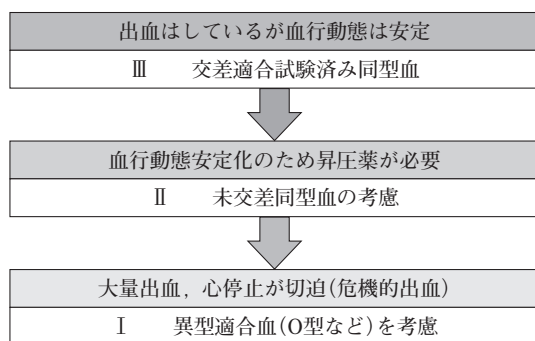 出血はしているが血行動態は安定
Ⅲ　交差適合試験済み同型血
血行動態安定化のため昇圧薬が必要
Ⅱ　未交差同型血の考慮
大量出血，心停止が切迫(危機的出血)
Ⅰ　異型適合血(O型など)を考慮